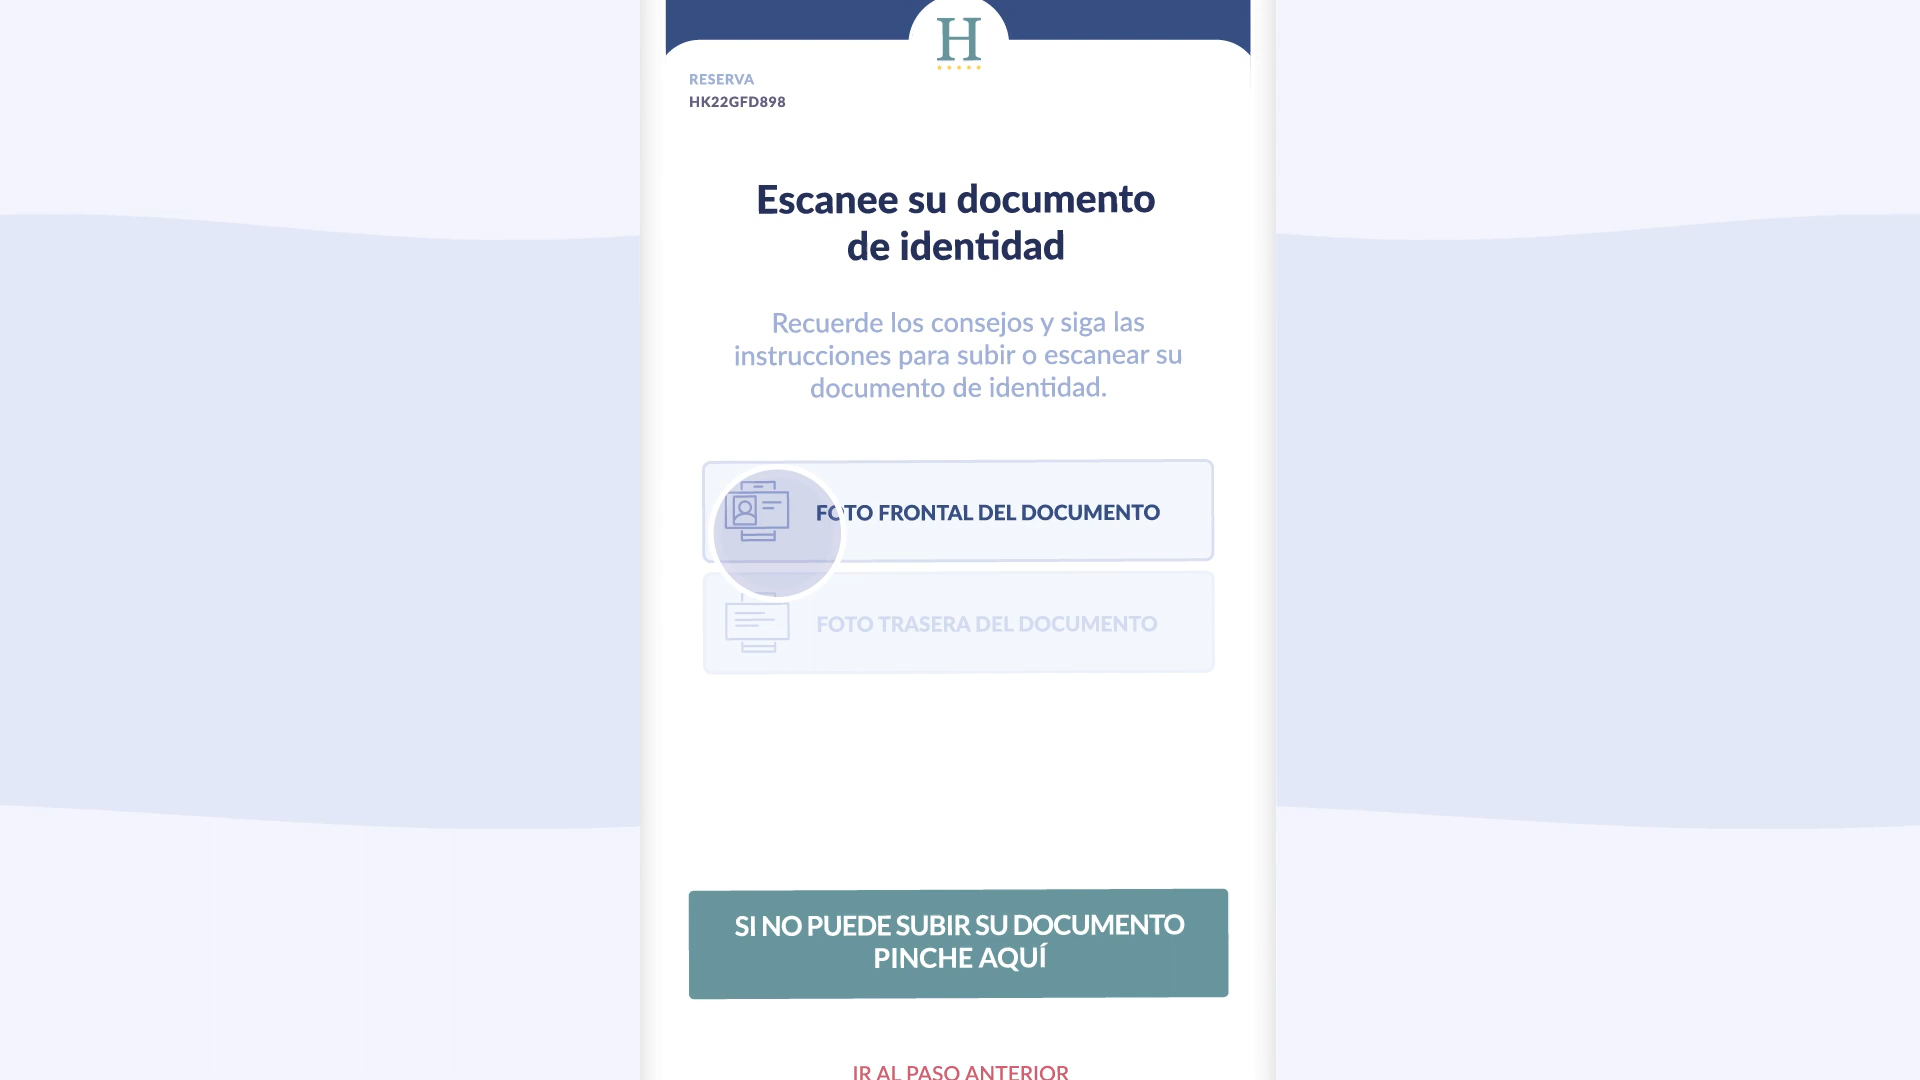 H
RESERVA
HK22GFD898
Escanee su documento
de identidad
Recuerde los consejos y siga las
instrucciones para subir o escanear su
documento de identidad.
FOTO FRONTAL DEL DOCUMENTO
FOTO TRASERA DEL DOCUMENTO
SI NO PUEDE SUBIR SU DOCUMENTO
PINCHE AQUÍ
IR AL PASO ANTERIOR